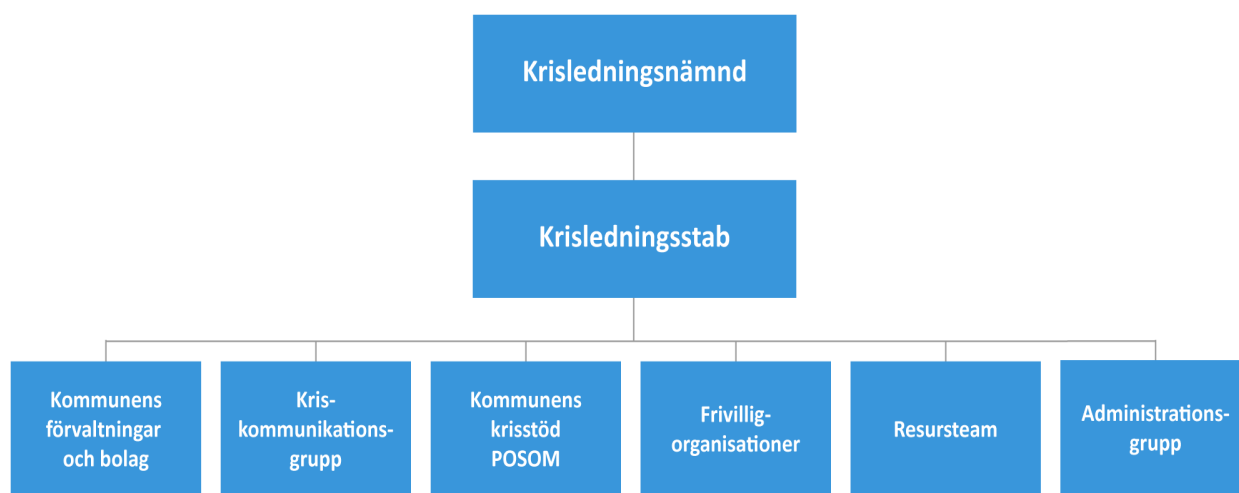 Krisledningsnämnd
Krisledningsstab
Kommunens
förvaltningar
och bolag
Kris-
kommunikations-
grupp
Kommunens
krisstöd
POSOM
Frivillig-
organisationer
Resursteam
Administrations-
grupp